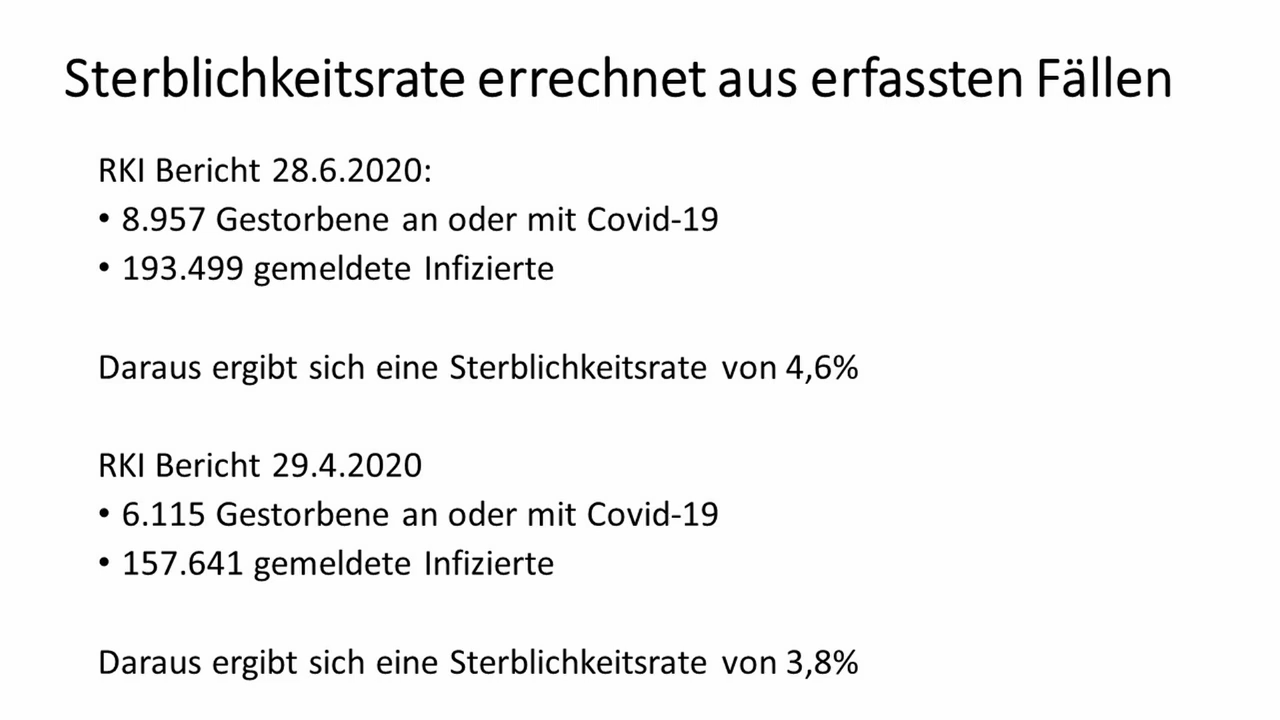 Sterblichkeitsrate errechnet aus erfassten Fällen
RKI Bericht 28.6.2020:
• 8.957 Gestorbene an oder mit Covid-19
• 193.499 gemeldete Infizierte
Daraus ergibt sich eine Sterblichkeitsrate von 4,6%
RKI Bericht 29.4.2020
• 6.115 Gestorbene an oder mit Covid-19
• 157.641 gemeldete Infizierte
Daraus ergibt sich eine Sterblichkeitsrate von 3,8%